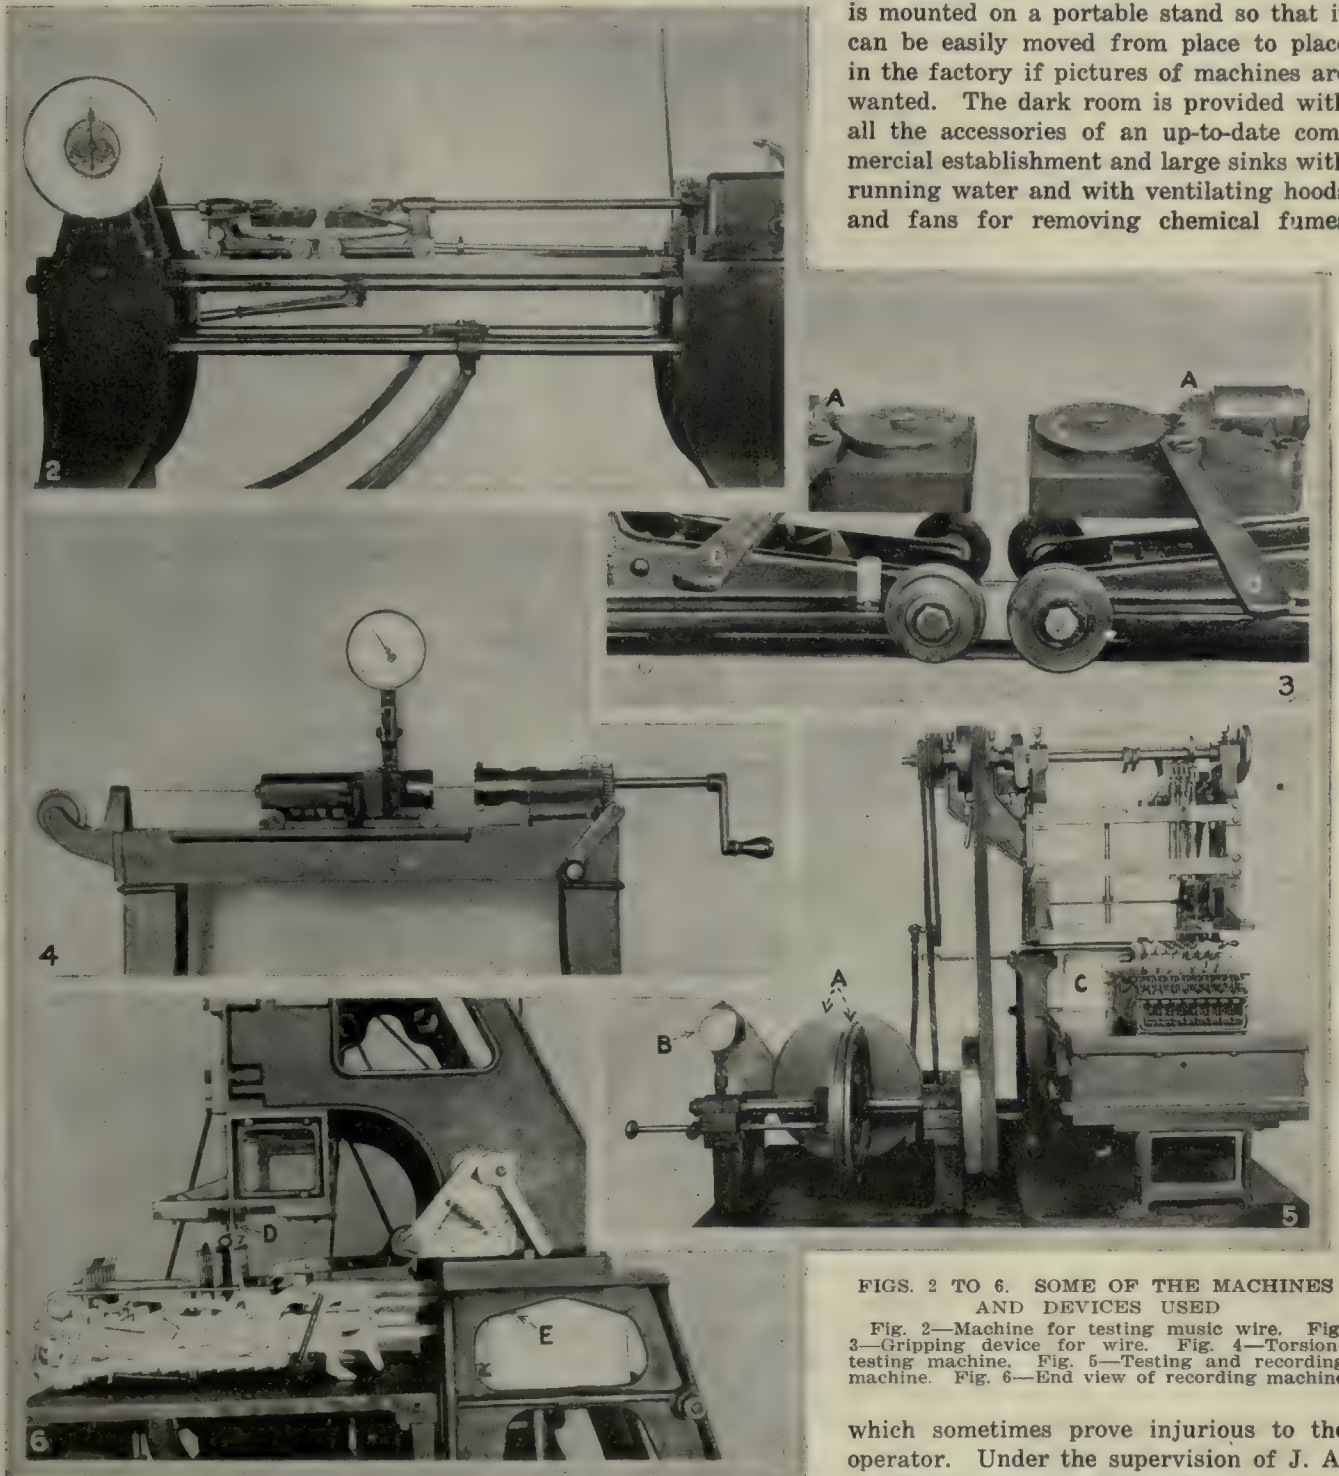 is mounted on a portable stand so that i
can be easily moved from place to place
in the factory if pictures of machines ar
wanted. The dark room is provided wit
all the accessories of an up-to-date com
mercial establishment and large sinks with
running water and with ventilating hood
and fans for removing chemical fume
2
A
A
3
4
A
B
C
5
D
E
6
FIGS. 2 TO 6. SOME OF THE MACHINES
AND DEVICES USED
Fig. 2—Machine for testing music wire. Fig
3—Gripping device for wire. Fig. 4—Torsion-
testing machine. Fig. 5—Testing and recording
machine. Fig. 6—End view of recording machine
which sometimes prove injurious to the
operator. Under the supervision of J. A.